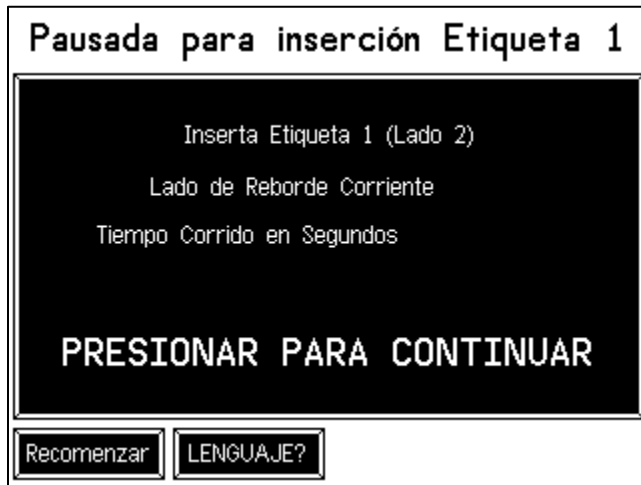 Pausada para inserción Etiqueta 1
Inserta Etiqueta 1 (Lado 2)
Lado de Reborde Corriente
Tiempo Corrido en Segundos
PRESIONAR PARA CONTINUAR
Recomenzar LENGUAJE?